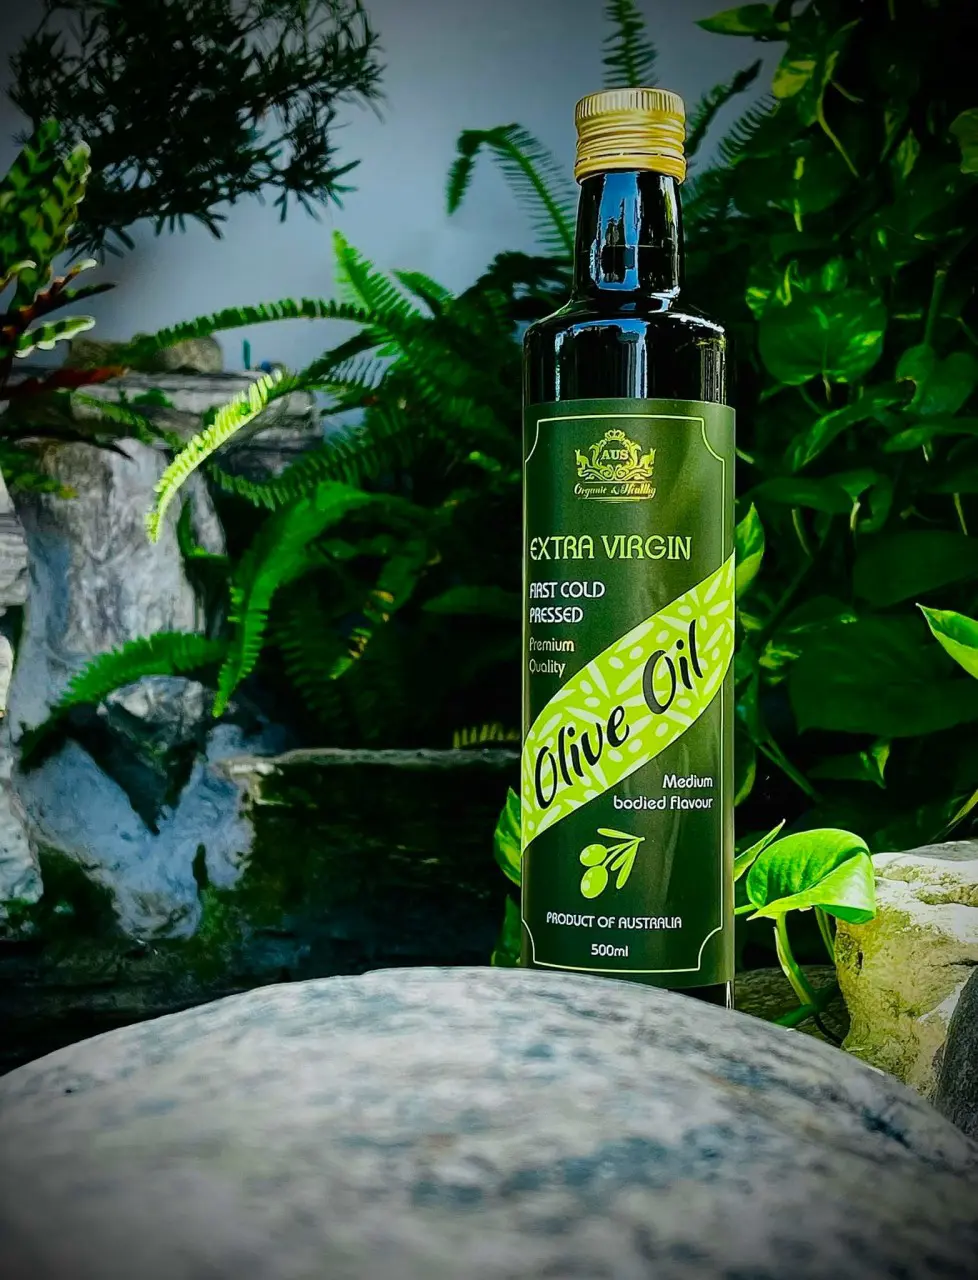 AUS
Organic & Healthy
EXTRA VIRGIN
FIRST COLD
PRESSED
Premium
Quality
Olive Oil
Medium
bodied flavour
PRODUCT OF AUSTRALIA
500ml